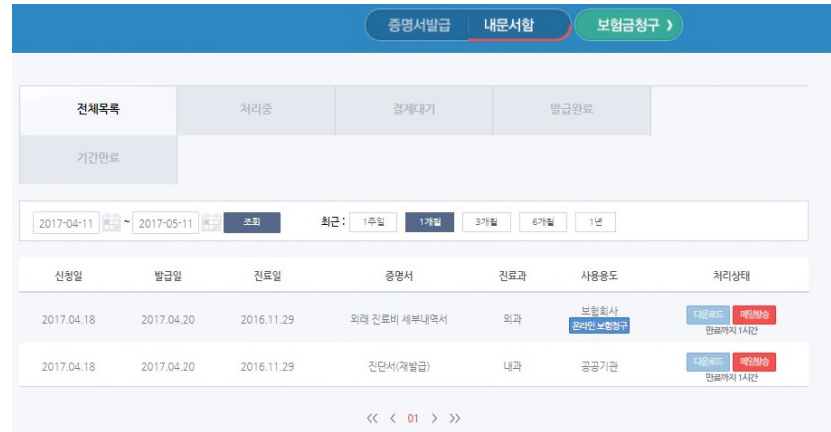 증명서발급 내문서함 보험금청구 》
전체목록 처리중 결제대기 발급완료
기간만료
2017-04-11 ~ 2017-05-11 조회 최근 : 1주일 1개월 3개월 6개월 1년
신청일 발급일 진료일 증명서 진료과 사용용도 처리상태
2017.04.18 2017.04.20 2016.11.29 외래 진료비 세부내역서 외과 보험회사 다운로드 메일발송
온라인 보험청구 만료까지 1시간
2017.04.18 2017.04.20 2016.11.29 진단서(재발급) 내과 공공기관 다운로드 메일발송
만료까지 1시간
≪ < 01 > ≫